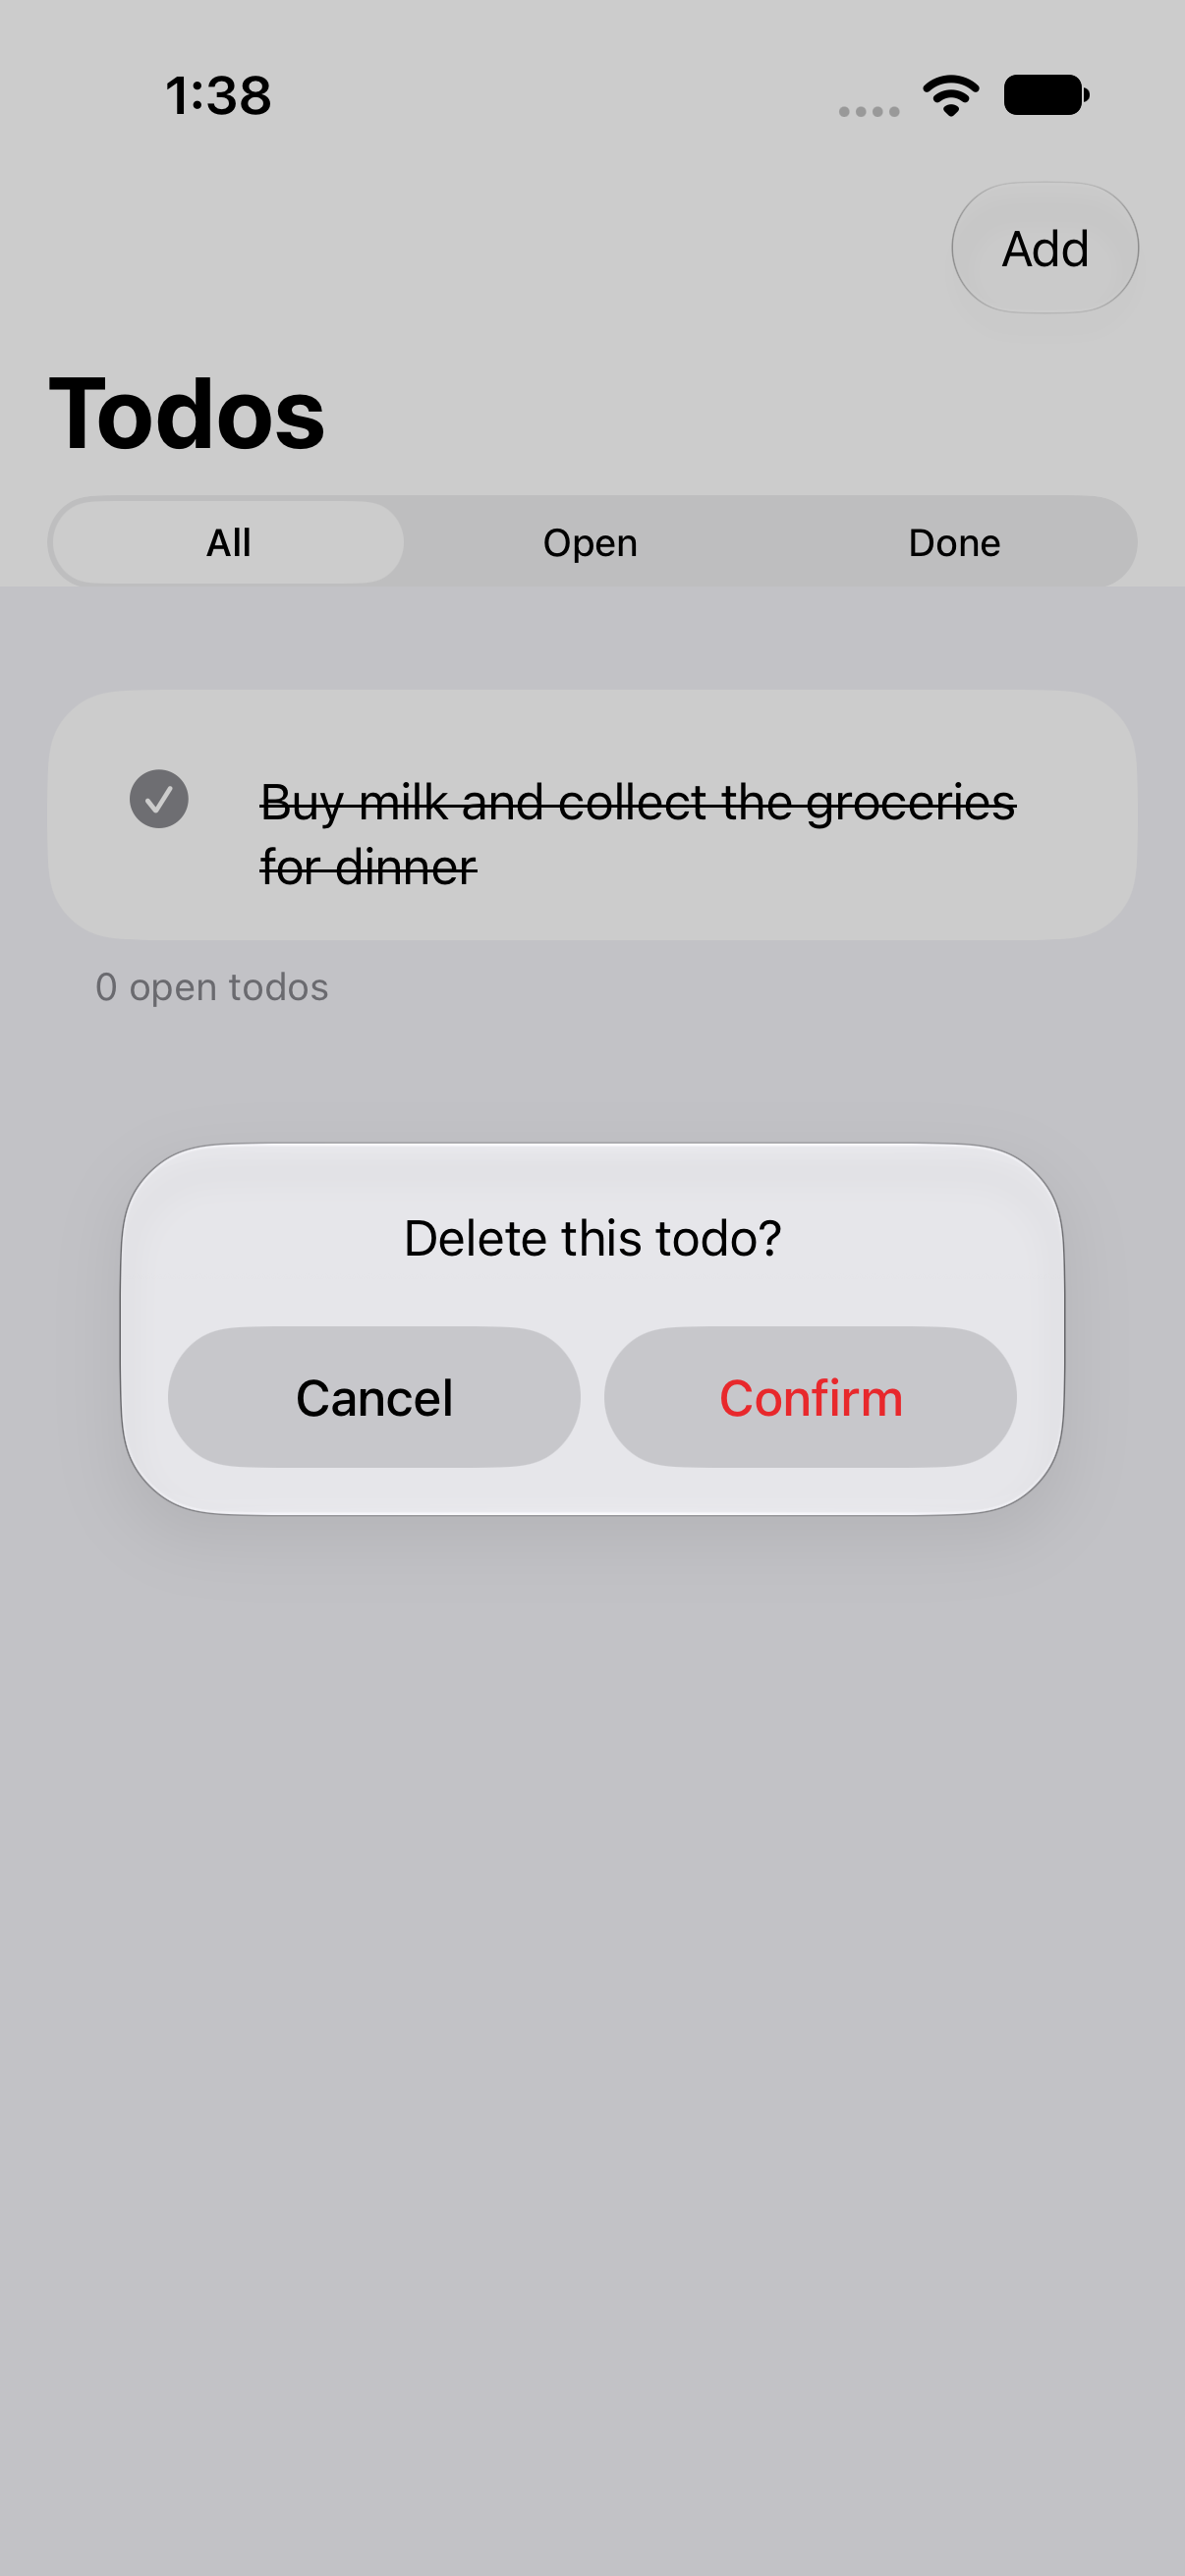 1:38
Add
Todos
All
Open
Done
Buy milk and collect the groceries
for dinner
0 open todos
Delete this todo?
Cancel
Confirm